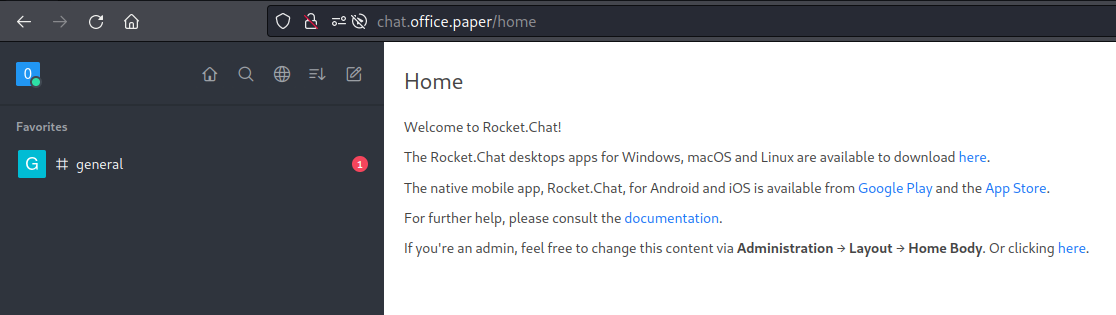 chat.office.paper/home
0
Home
Favorites
Welcome to Rocket.Chat!
G # general 1
The Rocket.Chat desktops apps for Windows, macOS and Linux are available to download here.
The native mobile app, Rocket.Chat, for Android and iOS is available from Google Play and the App Store.
For further help, please consult the documentation.
If you're an admin, feel free to change this content via Administration → Layout → Home Body. Or clicking here.